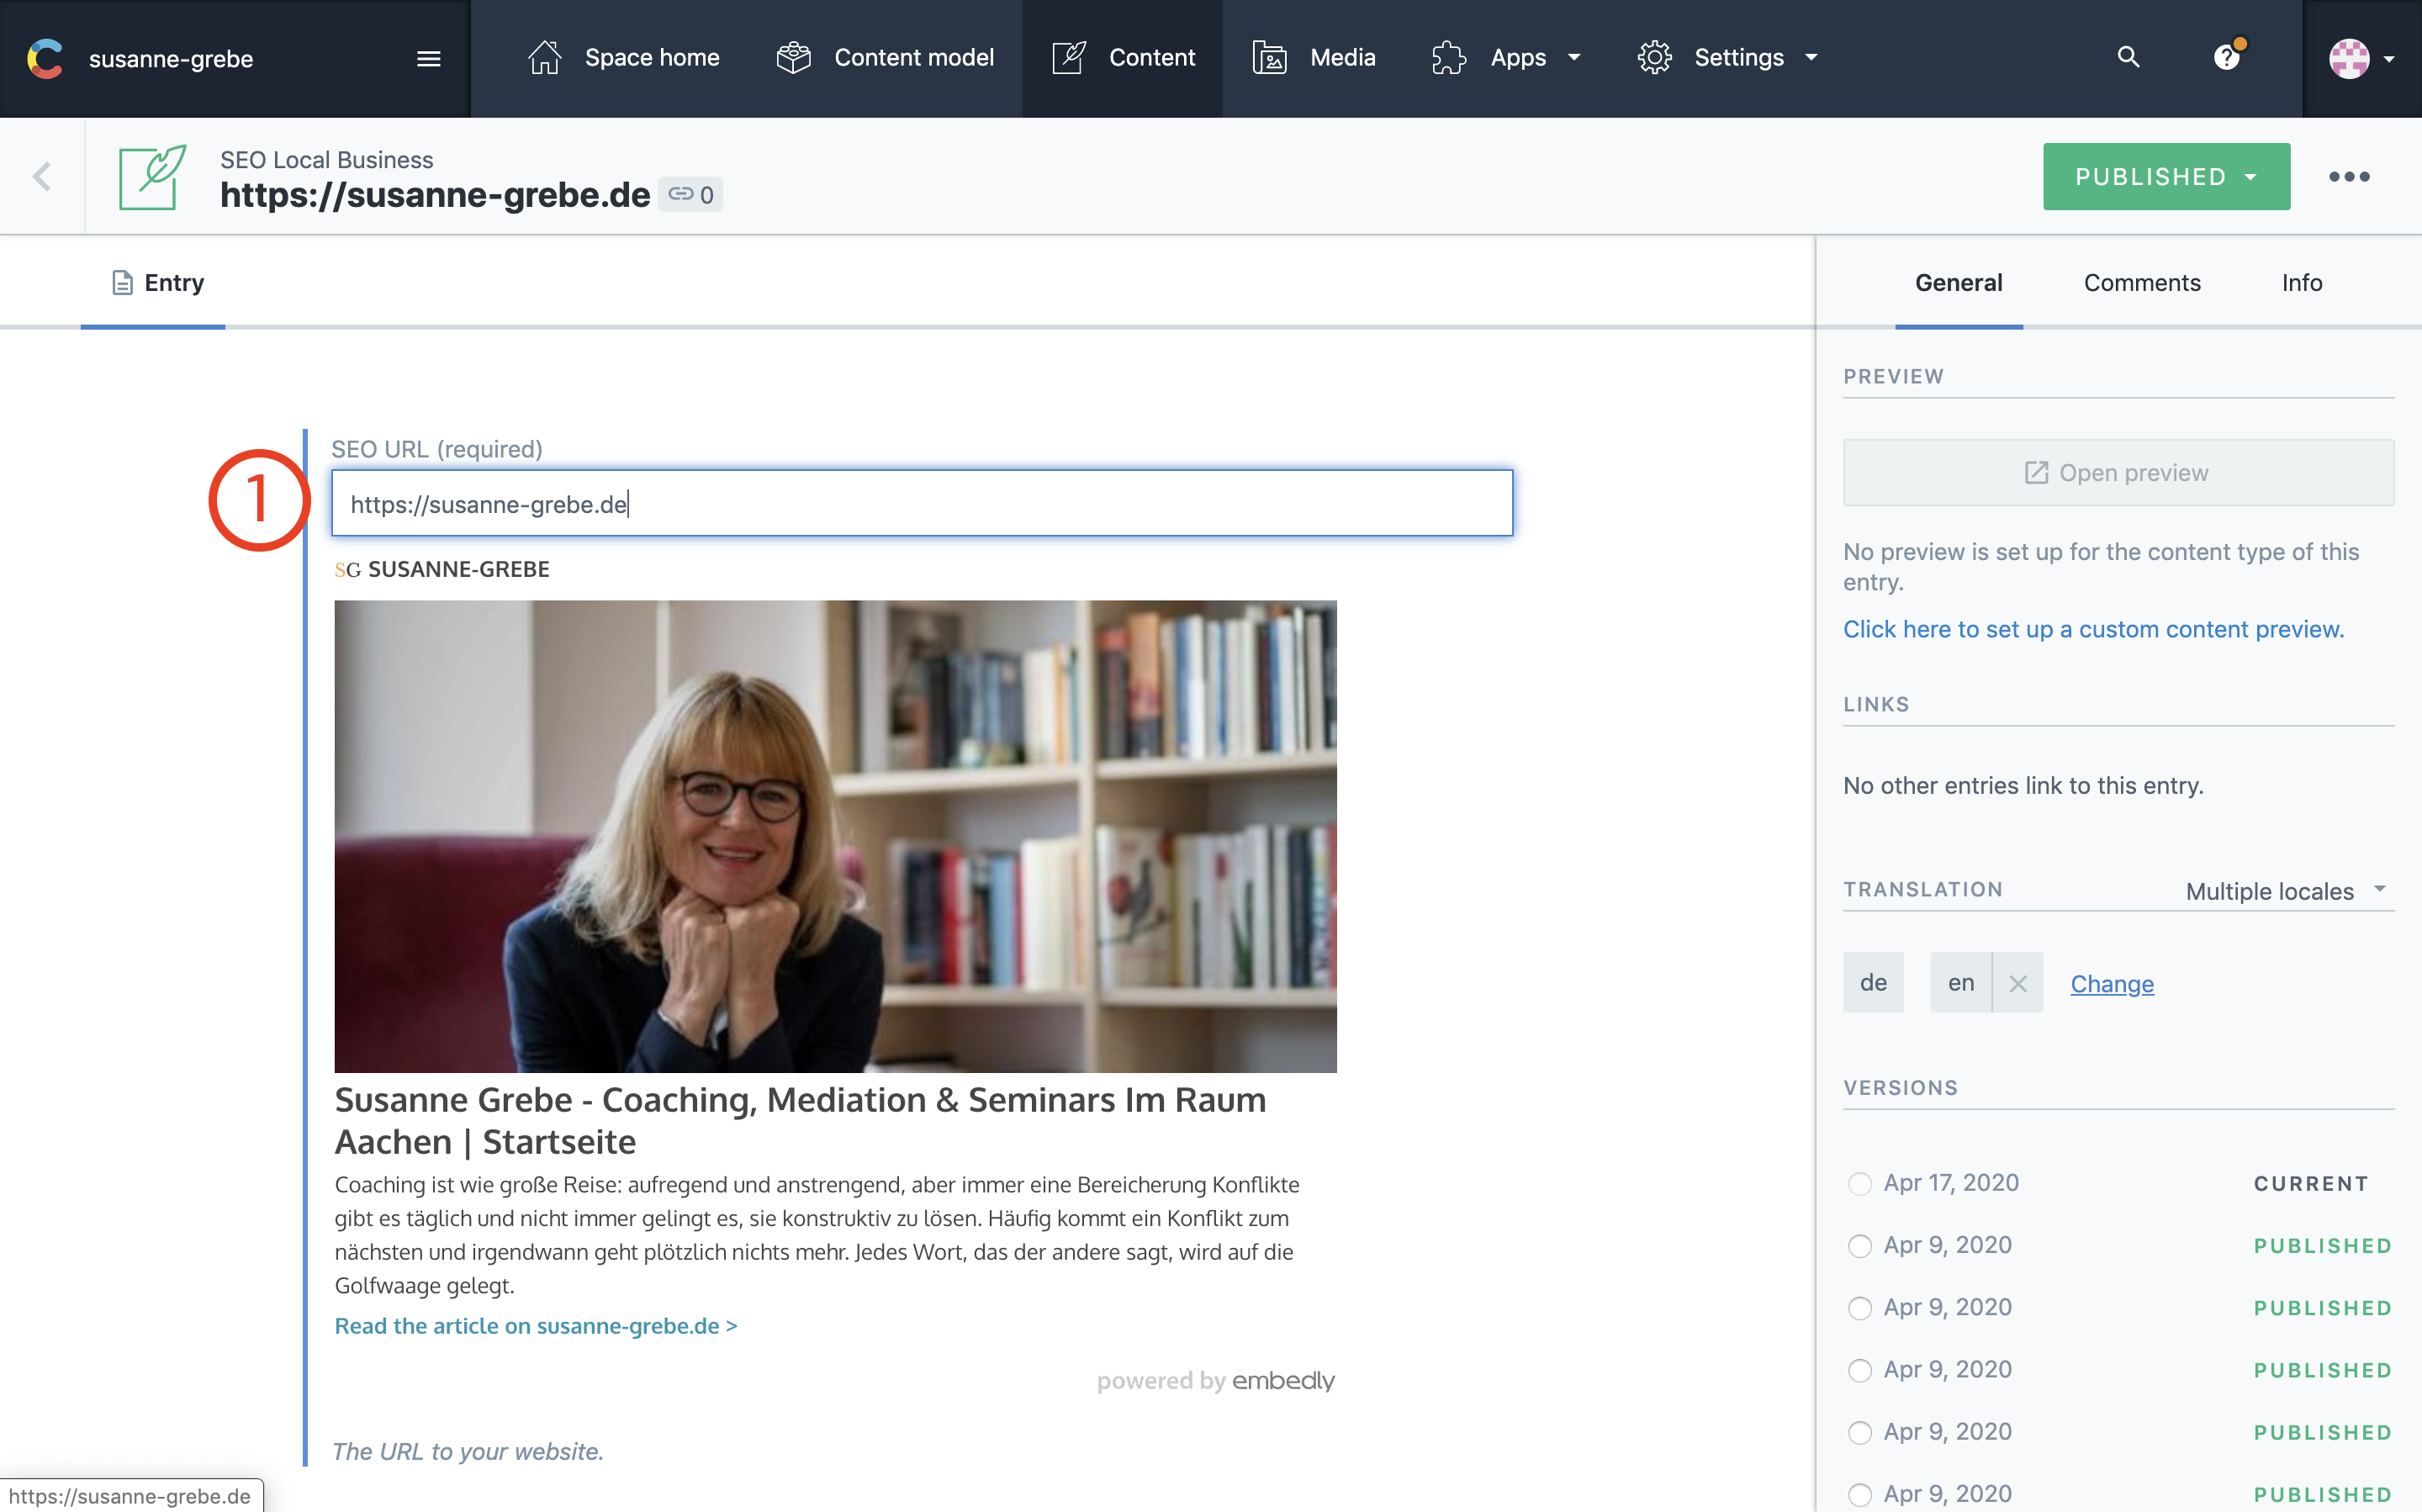 susanne-grebe
Space home
Content model
Content
Media
Apps
Settings
?
SEO Local Business
https://susanne-grebe.de
0
PUBLISHED
Entry
General
Comments
Info
1
SEO URL (required)
https://susanne-grebe.de
SG SUSANNE-GREBE
Susanne Grebe - Coaching, Mediation & Seminars Im Raum
Aachen | Startseite
Coaching ist wie große Reise: aufregend und anstrengend, aber immer eine Bereicherung Konflikte
gibt es täglich und nicht immer gelingt es, sie konstruktiv zu lösen. Häufig kommt ein Konflikt zum
nächsten und irgendwann geht plötzlich nichts mehr. Jedes Wort, das der andere sagt, wird auf die
Golfwaage gelegt.
Read the article on susanne-grebe.de >
powered by embedly
The URL to your website.
https://susanne-grebe.de
PREVIEW
Open preview
No preview is set up for the content type of this
entry.
Click here to set up a custom content preview.
LINKS
No other entries link to this entry.
TRANSLATION
Multiple locales
de
en
Change
VERSIONS
Apr 17, 2020 CURRENT
Apr 9, 2020 PUBLISHED
Apr 9, 2020 PUBLISHED
Apr 9, 2020 PUBLISHED
Apr 9, 2020 PUBLISHED
Apr 9, 2020 PUBLISHED